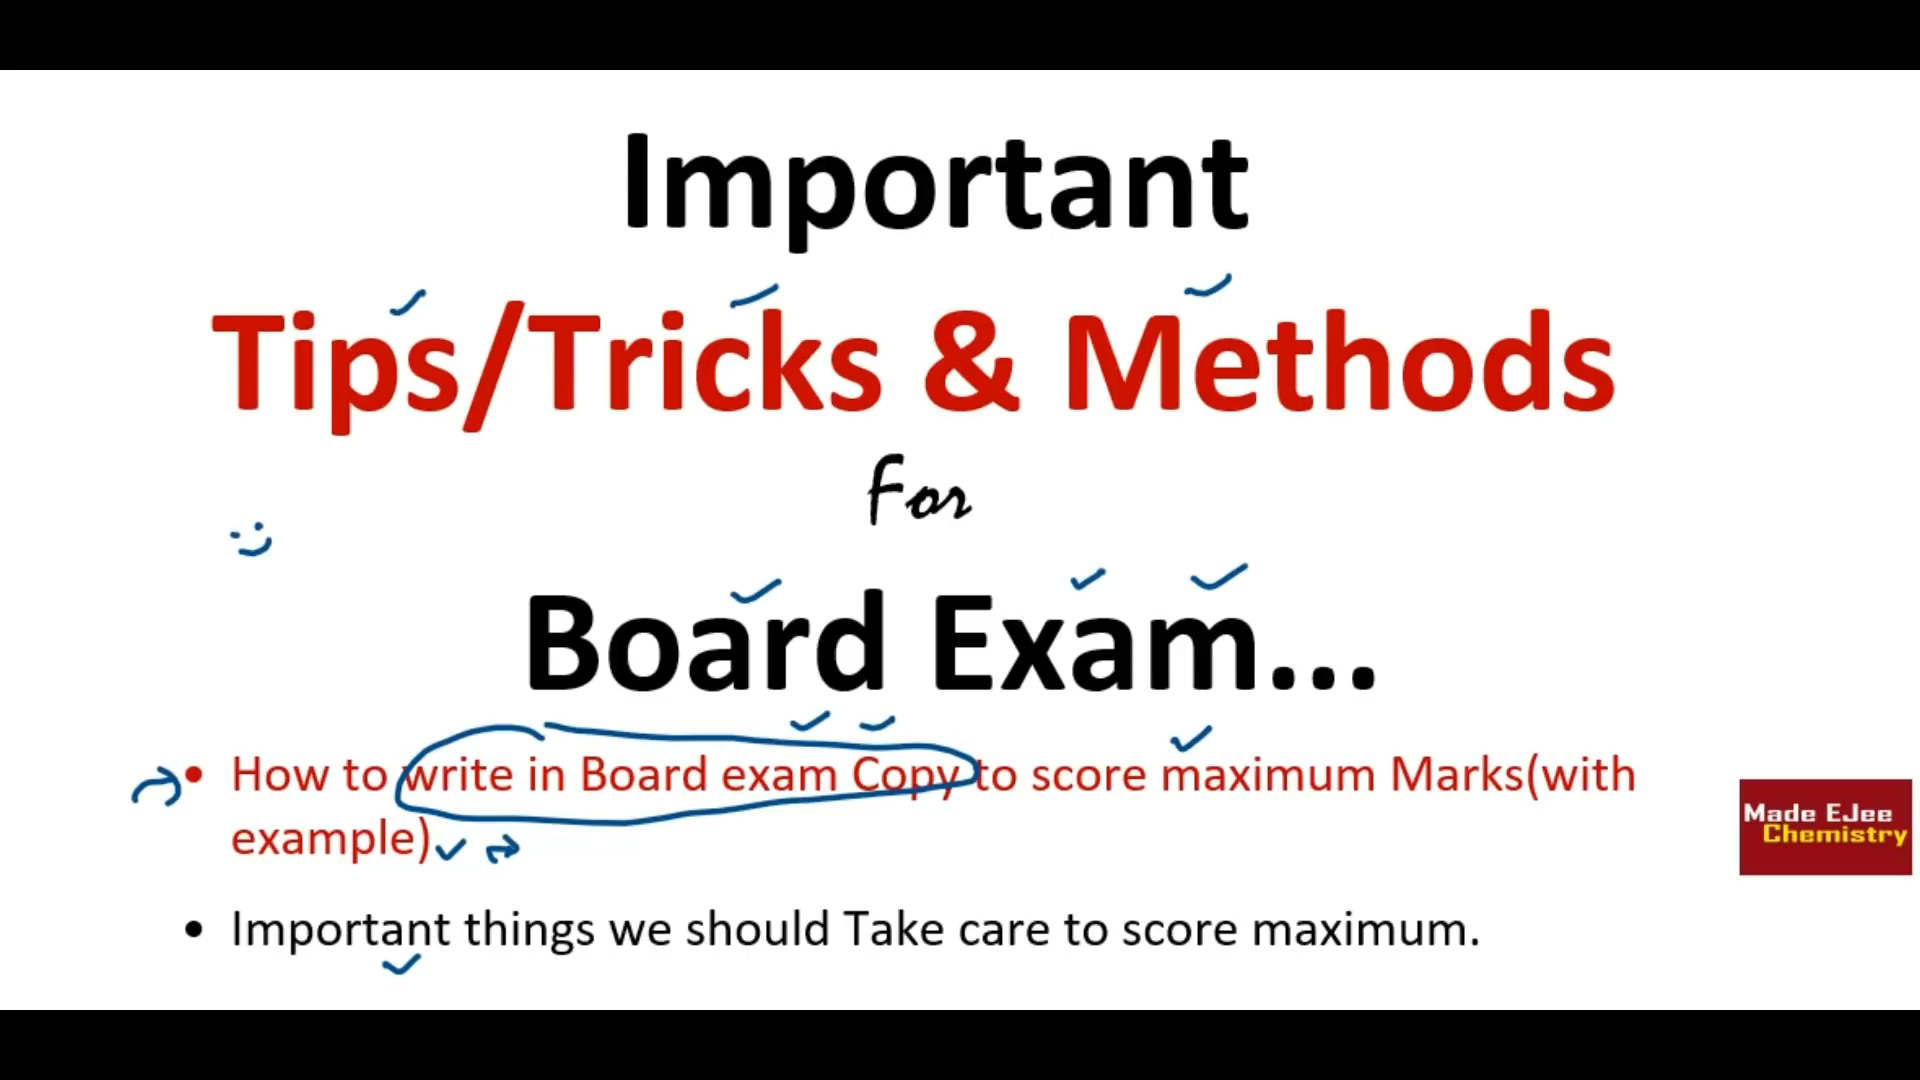 Important
Tips/Tricks & Methods
For
Board Exam...
• How to write in Board exam Copy to score maximum Marks(with
example)
• Important things we should Take care to score maximum.
Made EJee
Chemistry